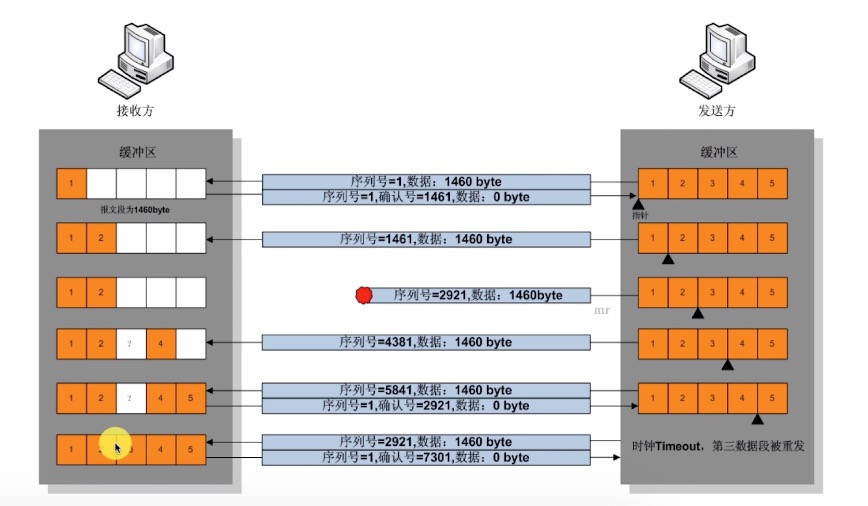 接收方
发送方
缓冲区
缓冲区
1
序列号=1,数据：1460 byte
序列号=1,确认号=1461,数据：0 byte
1 2 3 4 5
报文段为1460byte
指针
1 2
序列号=1461,数据：1460 byte
1 2 3 4 5
1 2
序列号=2921,数据：1460byte
1 2 3 4 5
mr
1 2 ? 4
序列号=4381,数据：1460 byte
1 2 3 4 5
1 2 ? 4 5
序列号=5841,数据：1460 byte
序列号=1,确认号=2921,数据：0 byte
1 2 3 4 5
1 2 3 4 5
序列号=2921,数据：1460 byte
序列号=1,确认号=7301,数据：0 byte
时钟Timeout，第三数据段被重发